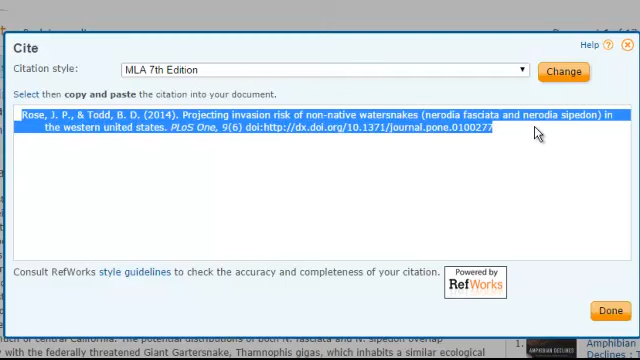 Cite
Help
Citation style:
MLA 7th Edition
Change
Select then copy and paste the citation into your document.
Rose, J. P., & Todd, B. D. (2014). Projecting invasion risk of non-native watersnakes (nerodia fasciata and nerodia sipedon) in
the western united states. PLoS One, 9(6) doi:http://dx.doi.org/10.1371/journal.pone.0100277
Consult RefWorks style guidelines to check the accuracy and completeness of your citation.
Powered by
RefWorks
Done
much of central California. The potential distributions of both N. fasciata and N. sipedon overlap
y with the federally threatened Giant Gartersnake, Thamnophis gigas, which inhabits a similar ecological
1.
Amphibian
Declines :
AMPHIBIAN DECLINES